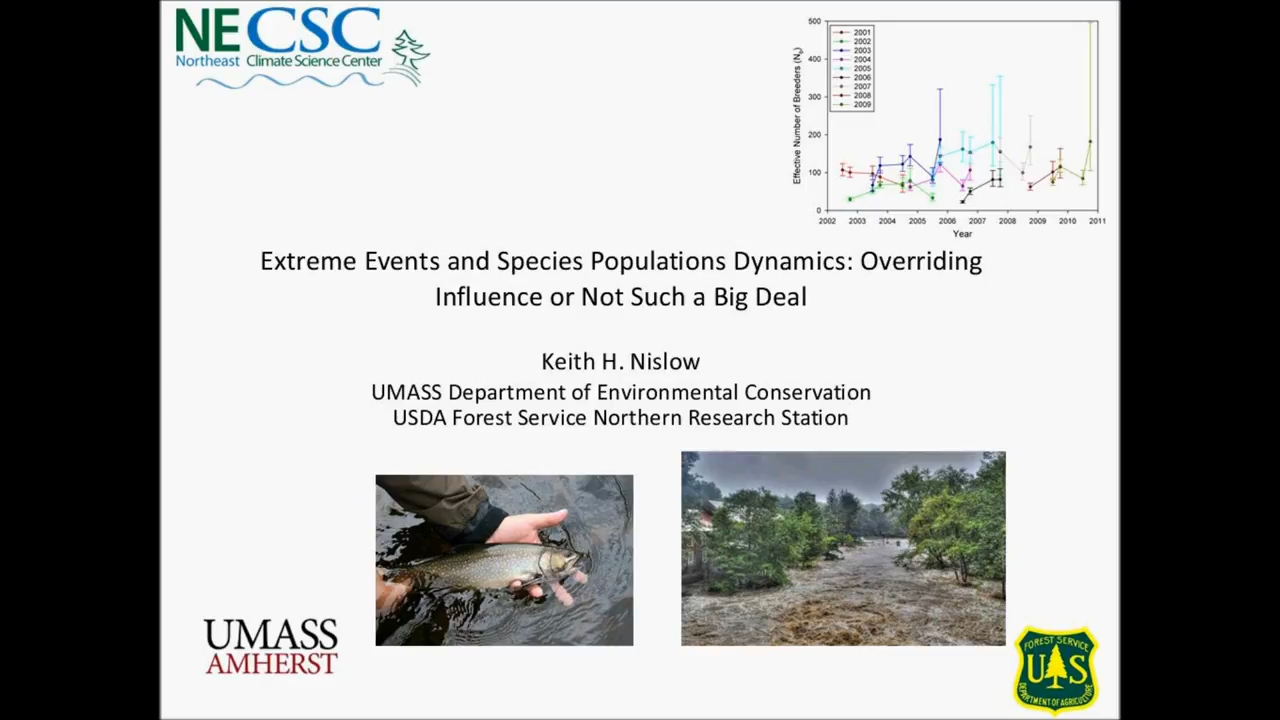 NECSC
Northeast Climate Science Center
500
400
300
200
100
0
Effective Number of Breeders (Nb)
2001
2002
2003
2004
2005
2006
2007
2008
2009
2002 2003 2004 2005 2006 2007 2008 2009 2010 2011
Year
Extreme Events and Species Populations Dynamics: Overriding
Influence or Not Such a Big Deal
Keith H. Nislow
UMASS Department of Environmental Conservation
USDA Forest Service Northern Research Station
UMASS
AMHERST
FOREST SERVICE
U S
DEPARTMENT OF AGRICULTURE